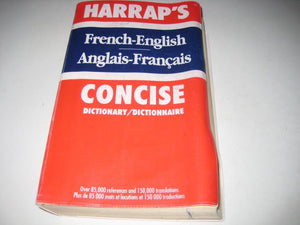 HARRAP'S
French-English
Anglais-Français
CONCISE
DICTIONARY/DICTIONNAIRE
Over 85,000 references and 150,000 translations
Plus de 85 000 mots et locutions et 150 000 traductions